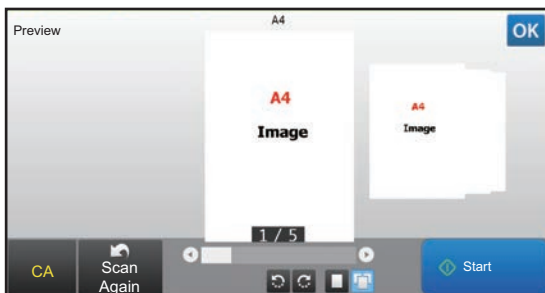 A4
Preview
OK
A4
Image
A4
Image
1 / 5
CA
Scan
Again
Start